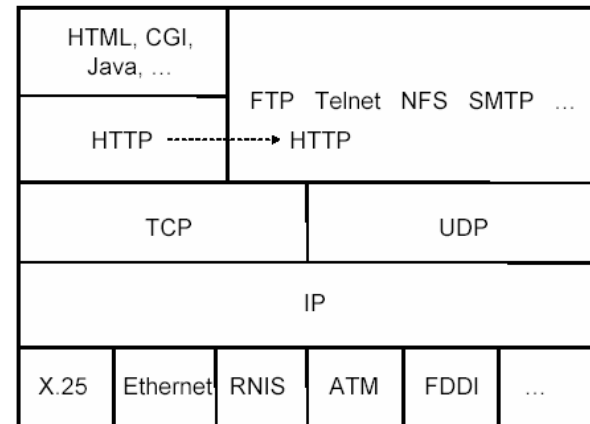 HTML, CGI,
Java, ...
FTP Telnet NFS SMTP ...
HTTP HTTP
TCP UDP
IP
X.25 Ethernet RNIS ATM FDDI ...